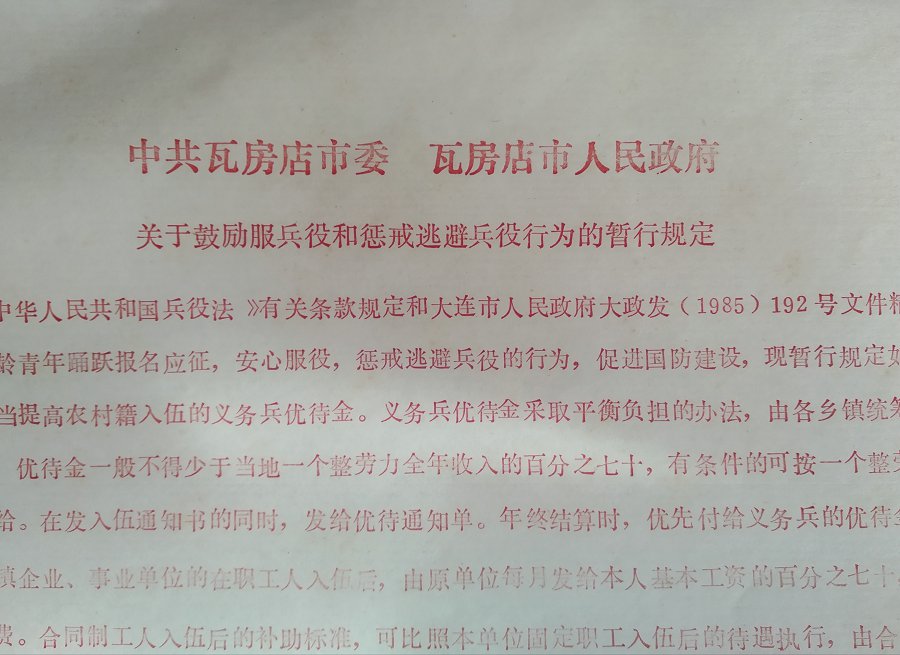 中共瓦房店市委 瓦房店市人民政府
关于鼓励服兵役和惩戒逃避兵役行为的暂行规定
中华人民共和国兵役法》有关条款规定和大连市人民政府大政发(1985)192号文件精
龄青年踊跃报名应征，安心服役，惩戒逃避兵役的行为，促进国防建设，现暂行规定如
当提高农村籍入伍的义务兵优待金。义务兵优待金采取平衡负担的办法，由各乡镇统筹
优待金一般不得少于当地一个整劳力全年收入的百分之七十，有条件的可按一个整劳
给。在发入伍通知书的同时，发给优待通知单。年终结算时，优先付给义务兵的优待金
镇企业、事业单位的在职工人入伍后，由原单位每月发给本人基本工资的百分之七十
费。合同制工人入伍后的补助标准，可比照本单位固定职工入伍后的待遇执行，由合